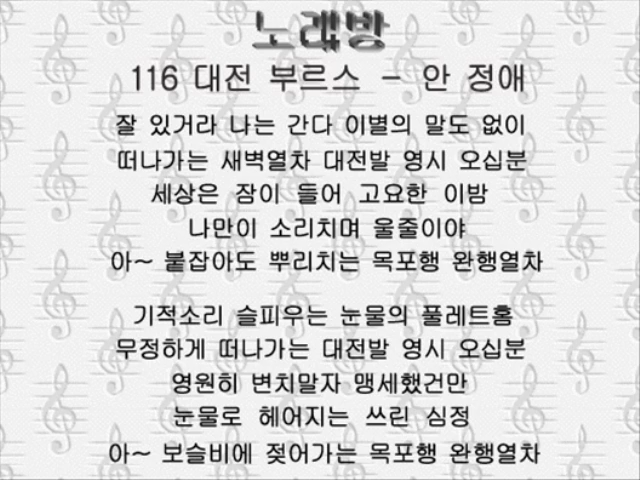 노래방
116 대전 부르스 - 안 정애
잘 있거라 나는 간다 이별의 말도 없이
떠나가는 새벽열차 대전발 영시 오십분
세상은 잠이 들어 고요한 이밤
나만이 소리치며 울줄이야
아~ 붙잡아도 뿌리치는 목포행 완행열차
기적소리 슬피우는 눈물의 풀레트홈
무정하게 떠나가는 대전발 영시 오십분
영원히 변치말자 맹세했건만
눈물로 헤어지는 쓰린 심정
아~ 보슬비에 젖어가는 목포행 완행열차